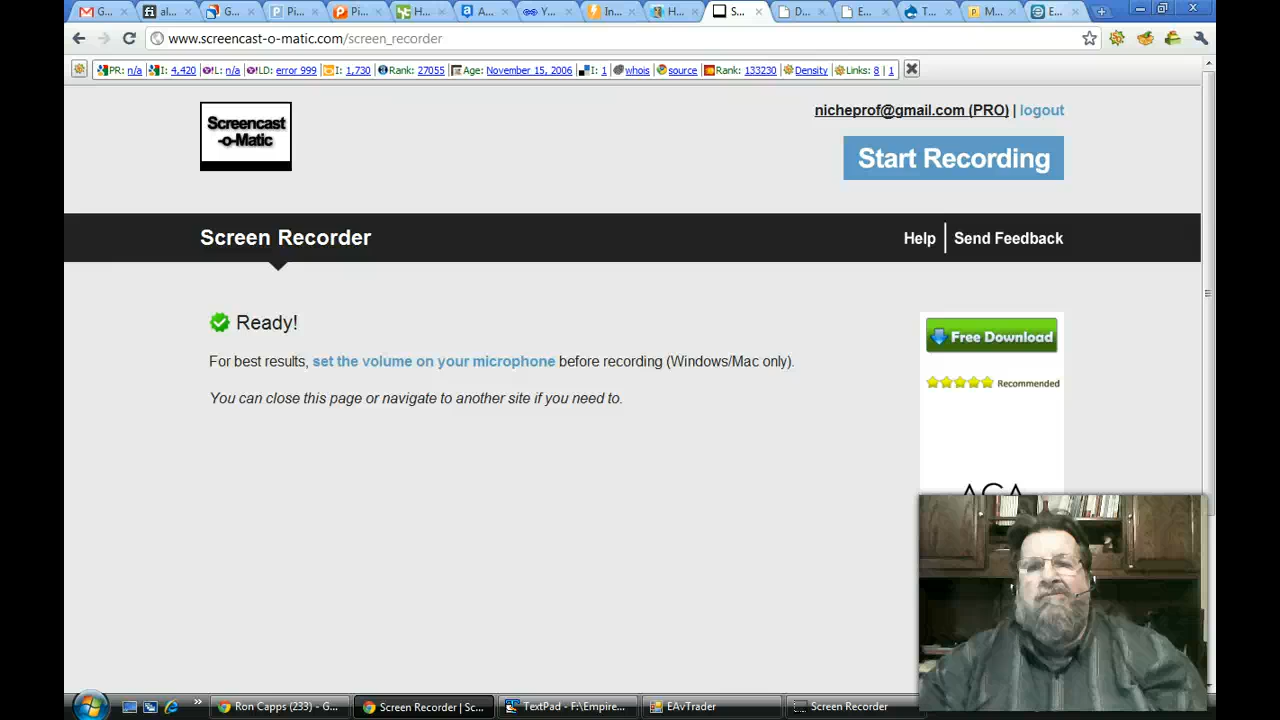 G...
al...
G...
Pi...
Pi...
H...
A...
Y...
In...
H...
S...
D...
E...
T...
M...
E...
www.screencast-o-matic.com/screen_recorder
PR: n/a I: 4,420 L: n/a LD: error 999 I: 1,730 Rank: 27055 Age: November 15, 2006 I: 1 whois source Rank: 133230 Density Links: 8 | 1
Screencast
-o-Matic
nicheprof@gmail.com (PRO) | logout
Start Recording
Screen Recorder
Help
Send Feedback
Ready!
For best results, set the volume on your microphone before recording (Windows/Mac only).
You can close this page or navigate to another site if you need to.
Free Download
Recommended
Ron Capps (233) - G...
Screen Recorder | Sc...
TextPad - F:\Empire...
EAvTrader
Screen Recorder